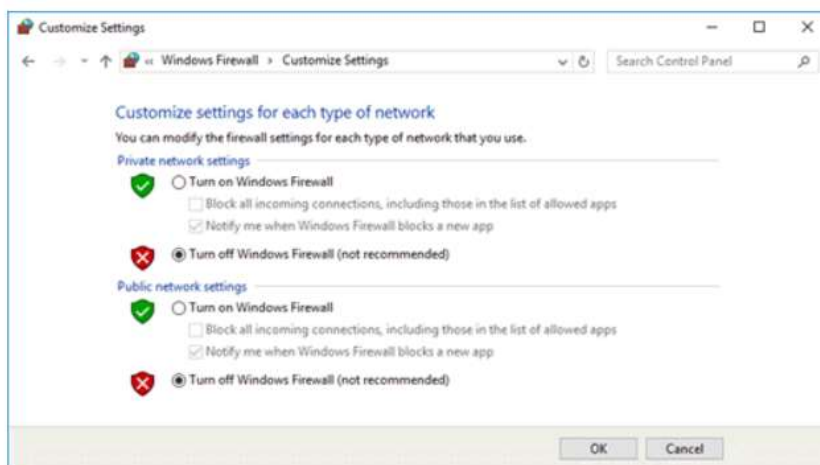 Customize Settings
« Windows Firewall > Customize Settings
Search Control Panel
Customize settings for each type of network
You can modify the firewall settings for each type of network that you use.
Private network settings
Turn on Windows Firewall
Block all incoming connections, including those in the list of allowed apps
Notify me when Windows Firewall blocks a new app
Turn off Windows Firewall (not recommended)
Public network settings
Turn on Windows Firewall
Block all incoming connections, including those in the list of allowed apps
Notify me when Windows Firewall blocks a new app
Turn off Windows Firewall (not recommended)
OK Cancel